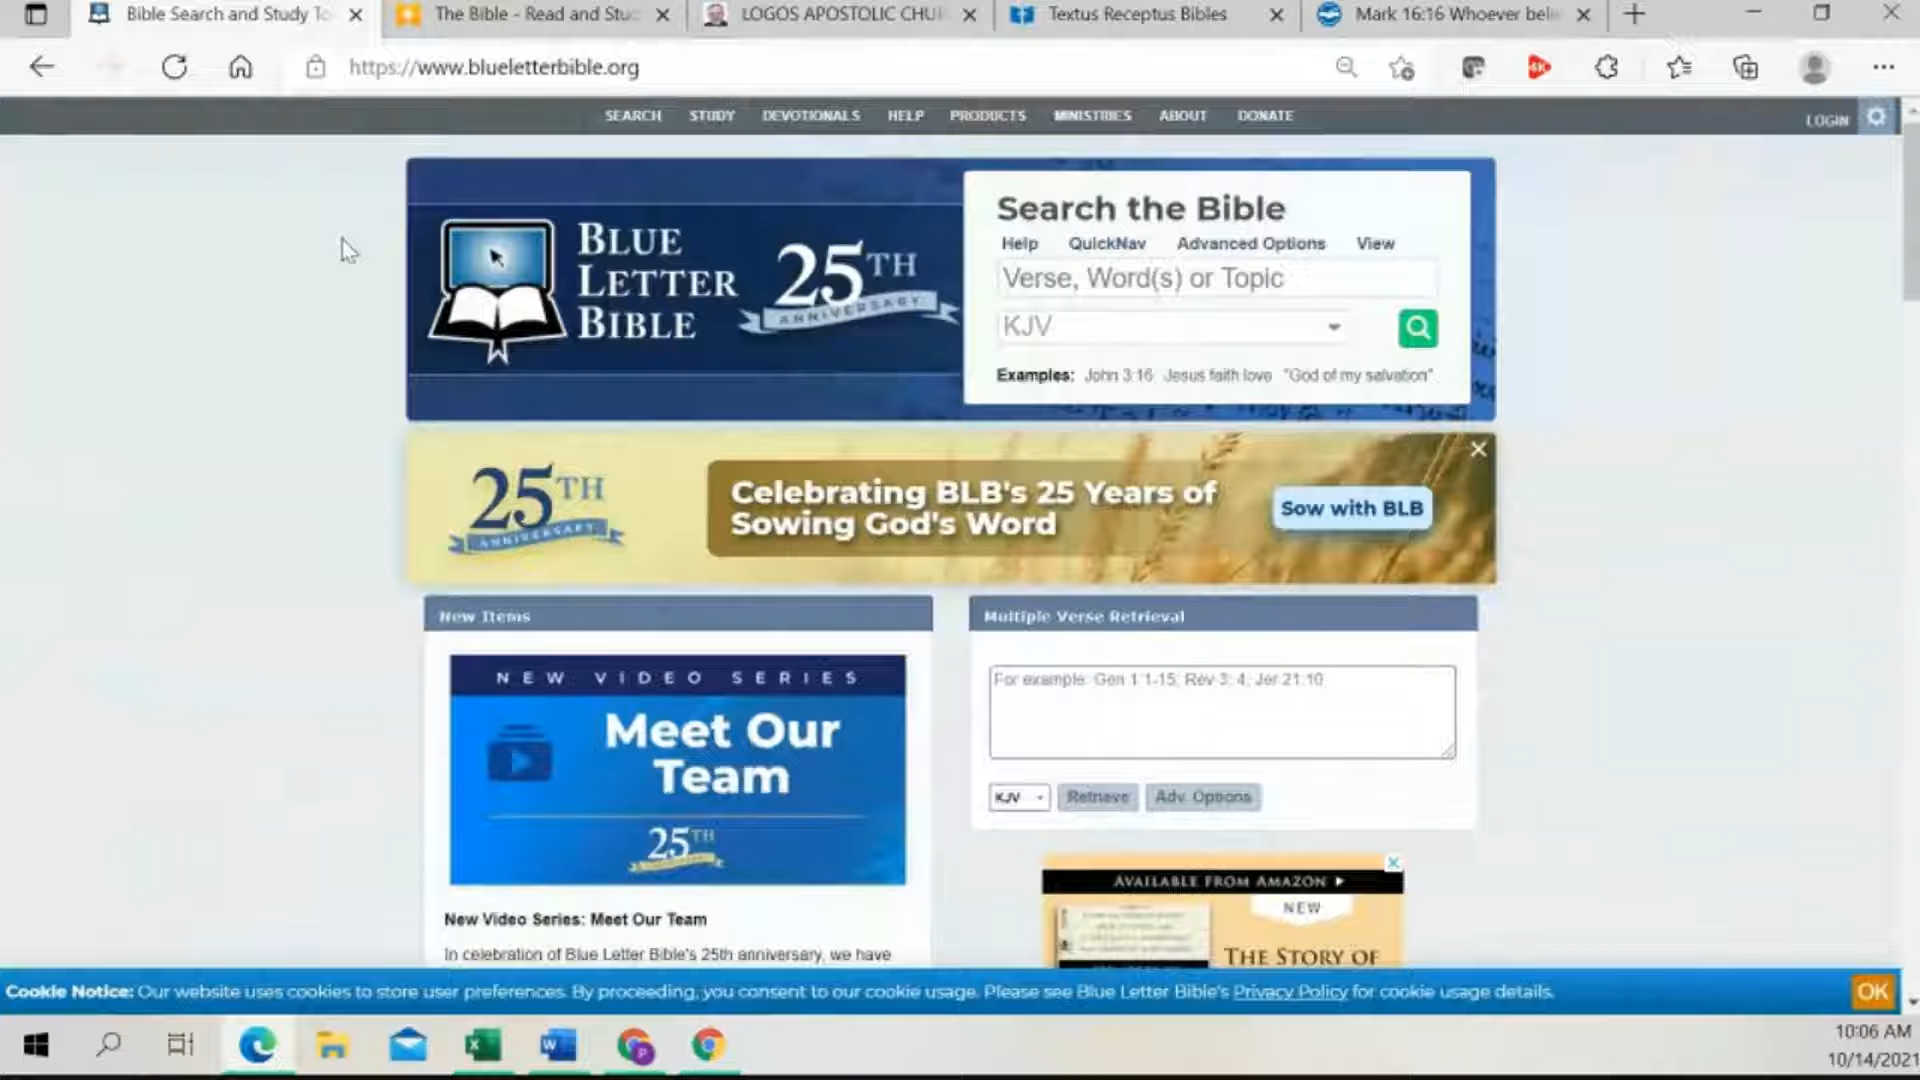 Bible Search and Study To
The Bible - Read and Stu
LOGOS APOSTOLIC CHU
Textus Receptus Bibles
Mark 16:16 Whoever beli
https://www.blueletterbible.org
SEARCH STUDY DEVOTIONALS HELP PRODUCTS MINISTRIES ABOUT DONATE
LOGIN
BLUE
LETTER
BIBLE
25TH
ANNIVERSARY
Search the Bible
Help QuickNav Advanced Options View
Verse, Word(s) or Topic
KJV
Examples: John 3:16 Jesus faith love "God of my salvation"
25TH
ANNIVERSARY
Celebrating BLB's 25 Years of
Sowing God's Word
Sow with BLB
New Items
NEW VIDEO SERIES
Meet Our
Team
25TH
New Video Series: Meet Our Team
In celebration of Blue Letter Bible's 25th anniversary, we have
Multiple Verse Retrieval
For example: Gen 1:1-15; Rev 3; 4; Jer 21:10
KJV Retrieve Adv. Options
AVAILABLE FROM AMAZON
NEW
THE STORY OF
Cookie Notice: Our website uses cookies to store user preferences. By proceeding, you consent to our cookie usage. Please see Blue Letter Bible's Privacy Policy for cookie usage details.
OK
10:06 AM
10/14/2021